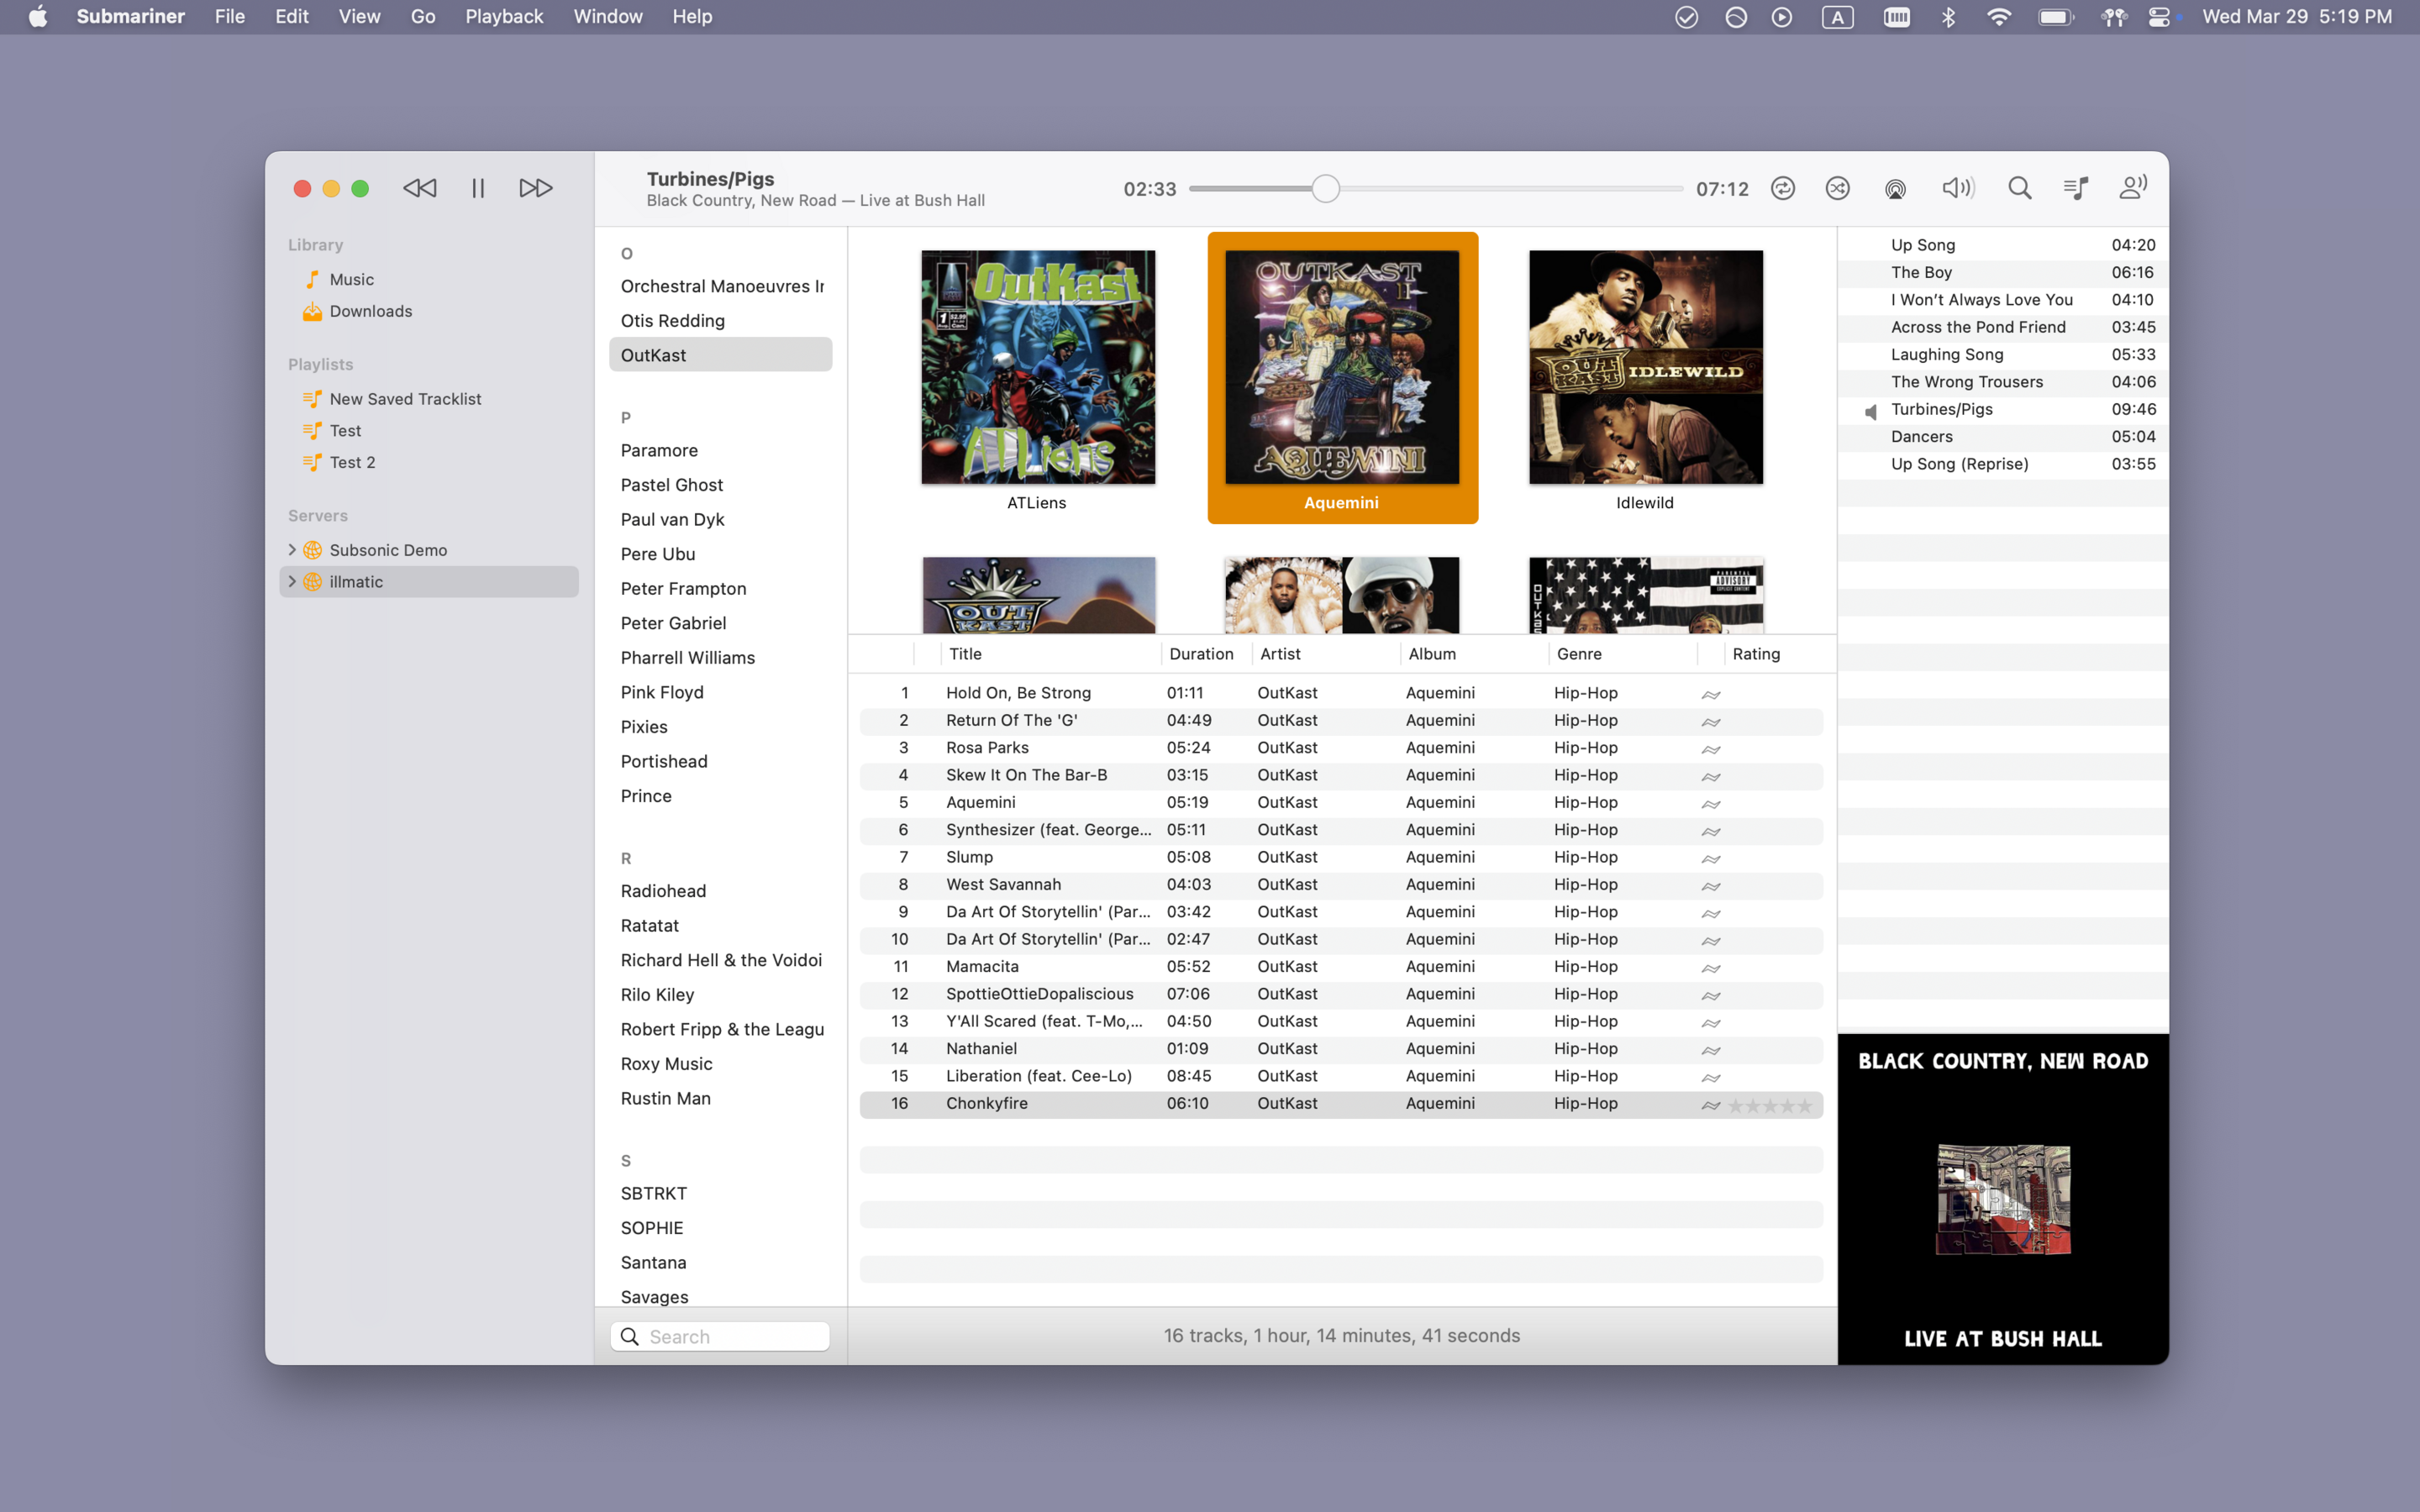 Submariner File Edit View Go Playback Window Help A Wed Mar 29 5:19 PM
Turbines/Pigs
Black Country, New Road — Live at Bush Hall
02:33 07:12
Library
Music
Downloads
Playlists
New Saved Tracklist
Test
Test 2
Servers
Subsonic Demo
illmatic
O
Orchestral Manoeuvres Ir
Otis Redding
OutKast
P
Paramore
Pastel Ghost
Paul van Dyk
Pere Ubu
Peter Frampton
Peter Gabriel
Pharrell Williams
Pink Floyd
Pixies
Portishead
Prince
R
Radiohead
Ratatat
Richard Hell & the Voidoi
Rilo Kiley
Robert Fripp & the Leagu
Roxy Music
Rustin Man
S
SBTRKT
SOPHIE
Santana
Savages
Search
OutKast
ATLiens
ATLiens
OUTKAST
AQUEMINI
Aquemini
OUTKAST IDLEWILD
Idlewild
OUTKAST
OUTKAS
PARENTAL
ADVISORY
EXPLICIT CONTENT
Title Duration Artist Album Genre Rating
1 Hold On, Be Strong 01:11 OutKast Aquemini Hip-Hop
2 Return Of The 'G' 04:49 OutKast Aquemini Hip-Hop
3 Rosa Parks 05:24 OutKast Aquemini Hip-Hop
4 Skew It On The Bar-B 03:15 OutKast Aquemini Hip-Hop
5 Aquemini 05:19 OutKast Aquemini Hip-Hop
6 Synthesizer (feat. George... 05:11 OutKast Aquemini Hip-Hop
7 Slump 05:08 OutKast Aquemini Hip-Hop
8 West Savannah 04:03 OutKast Aquemini Hip-Hop
9 Da Art Of Storytellin' (Par... 03:42 OutKast Aquemini Hip-Hop
10 Da Art Of Storytellin' (Par... 02:47 OutKast Aquemini Hip-Hop
11 Mamacita 05:52 OutKast Aquemini Hip-Hop
12 SpottieOttieDopaliscious 07:06 OutKast Aquemini Hip-Hop
13 Y'All Scared (feat. T-Mo,... 04:50 OutKast Aquemini Hip-Hop
14 Nathaniel 01:09 OutKast Aquemini Hip-Hop
15 Liberation (feat. Cee-Lo) 08:45 OutKast Aquemini Hip-Hop
16 Chonkyfire 06:10 OutKast Aquemini Hip-Hop
16 tracks, 1 hour, 14 minutes, 41 seconds
Up Song 04:20
The Boy 06:16
I Won’t Always Love You 04:10
Across the Pond Friend 03:45
Laughing Song 05:33
The Wrong Trousers 04:06
Turbines/Pigs 09:46
Dancers 05:04
Up Song (Reprise) 03:55
BLACK COUNTRY, NEW ROAD
LIVE AT BUSH HALL